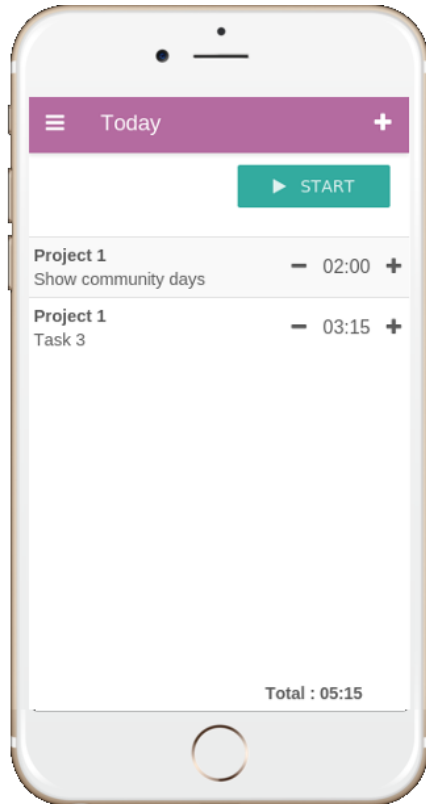 Today
START
Project 1
Show community days
02:00
Project 1
Task 3
03:15
Total : 05:15